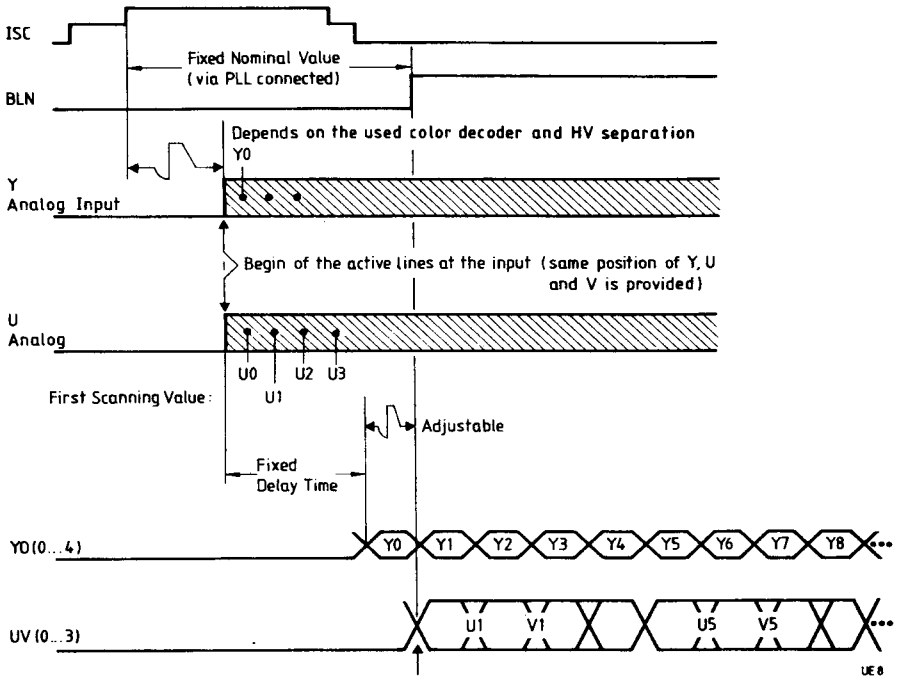 ISC
Fixed Nominal Value
(via PLL connected)
BLN
Depends on the used color decoder and HV separation
Y0
Y
Analog Input
Begin of the active lines at the input (same position of Y, U
and V is provided)
U
Analog
U0 U2 U3
U1
First Scanning Value:
Adjustable
Fixed
Delay Time
YO(0...4) Y0 Y1 Y2 Y3 Y4 Y5 Y6 Y7 Y8 •••
UV (0...3) U1 V1 U5 V5 •••
UE 8